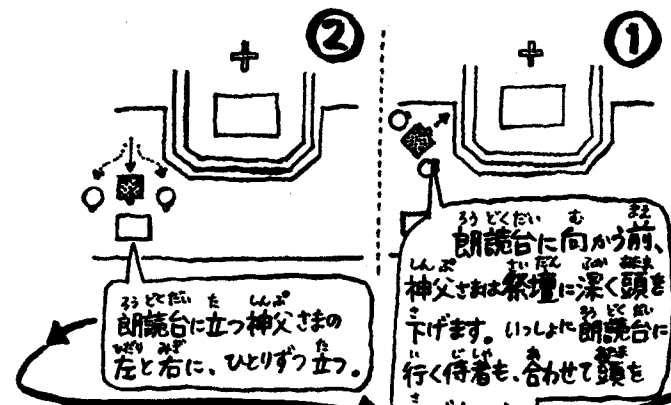 ①
朗読台に向かう前、
神父さまは祭壇に深く頭を
下げます。いっしょに朗読台に
行く侍者も、合わせて頭を
②
朗読台に立つ神父さまの
左と右に、ひとりずつ立つ。